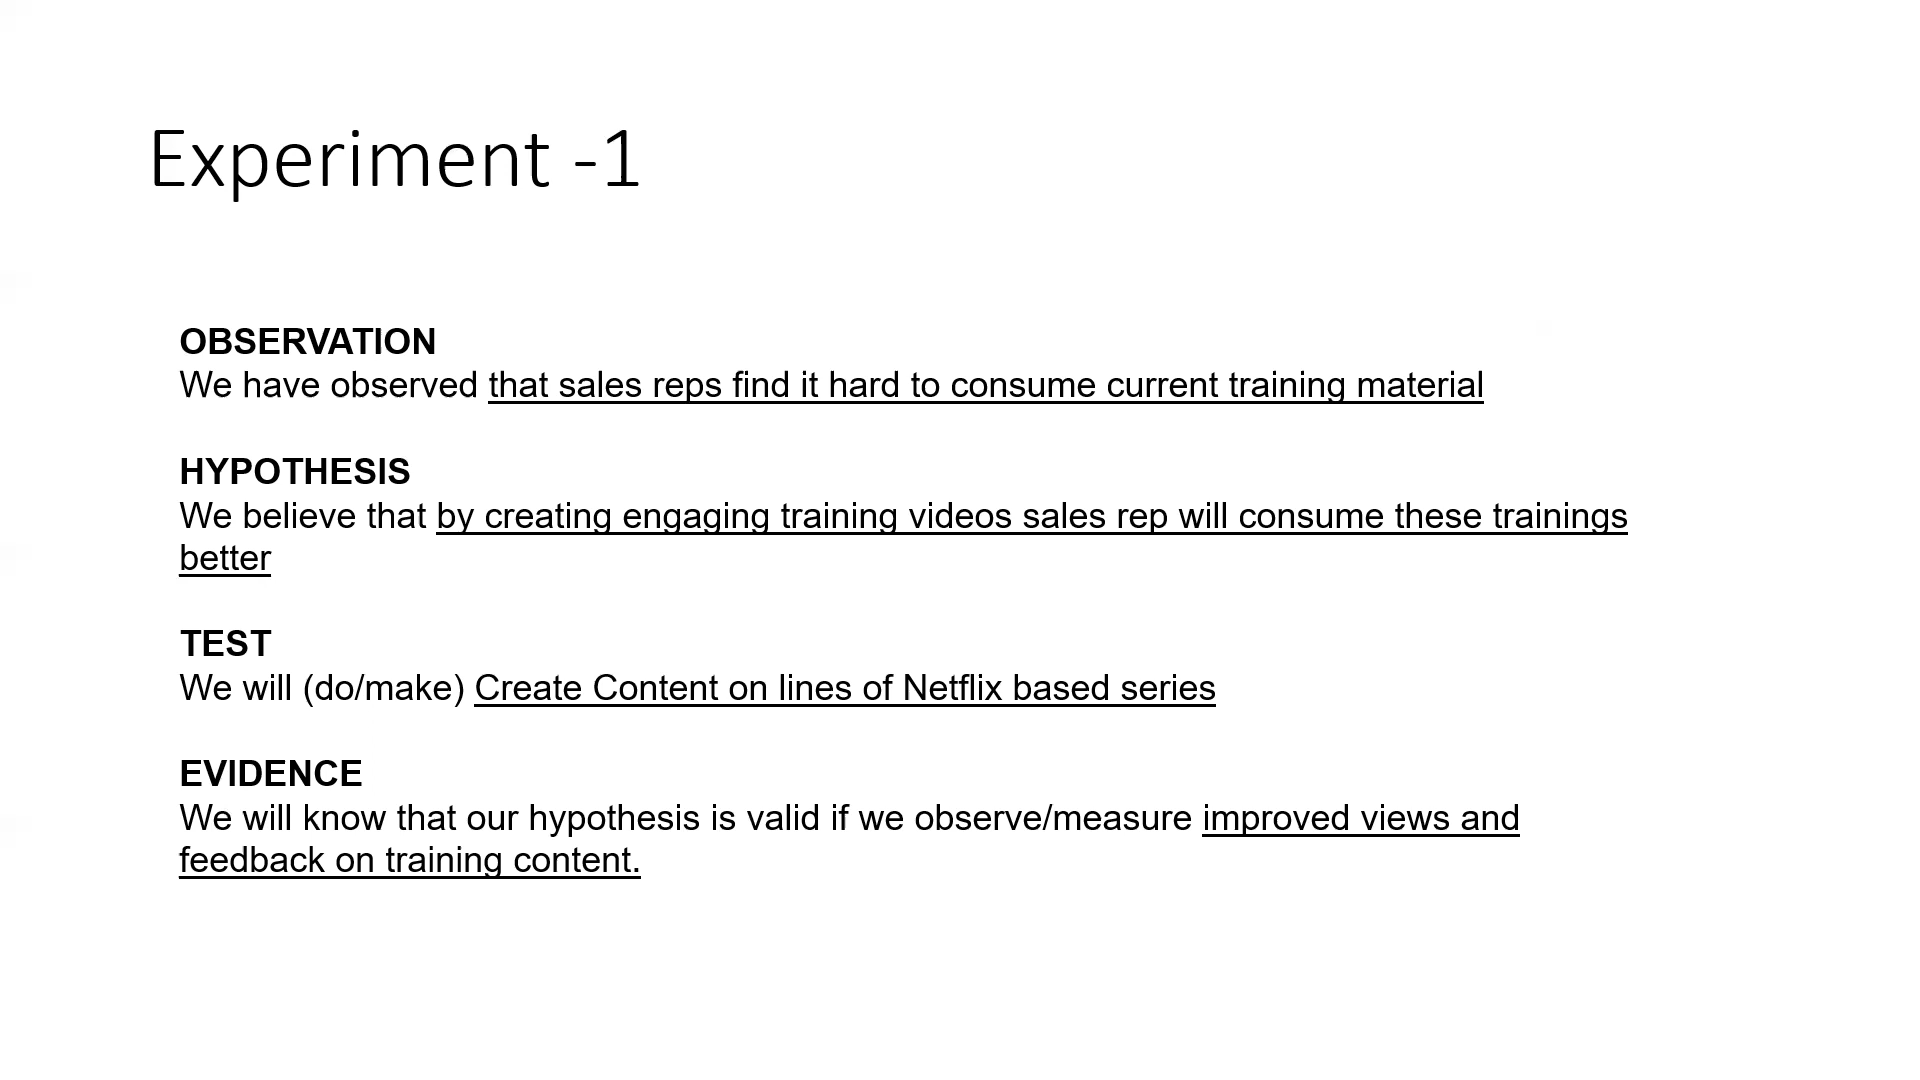 Experiment -1
OBSERVATION
We have observed that sales reps find it hard to consume current training material
HYPOTHESIS
We believe that by creating engaging training videos sales rep will consume these trainings
better
TEST
We will (do/make) Create Content on lines of Netflix based series
EVIDENCE
We will know that our hypothesis is valid if we observe/measure improved views and
feedback on training content.